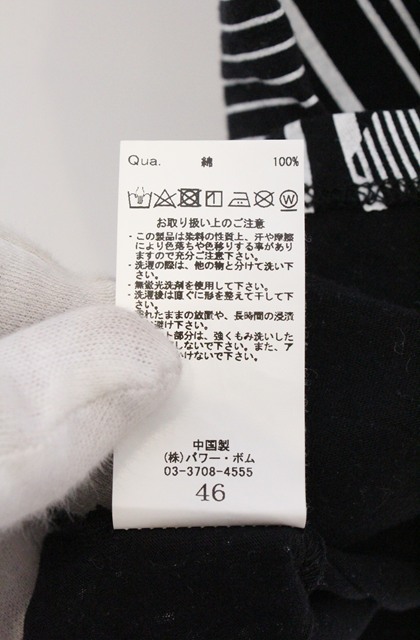 Qua. 綿 100%
お取り扱い上のご注意
・この製品は染料の性質上、汗や摩擦
により色落ちや色移りする事があり
ますので充分ご注意下さい。
・洗濯の際は、他の物と分けて洗い下
さい。
・無蛍光洗剤を使用して下さい。
・洗濯後は直ぐに形を整えて干して下
さい。
れたままの放置や、長時間の浸漬
け下さい。
ト部分は、強くもみ洗いした
しないで下さい。また、ア
かけないで下さい。
中国製
(株)パワー・ボム
03-3708-4555
46